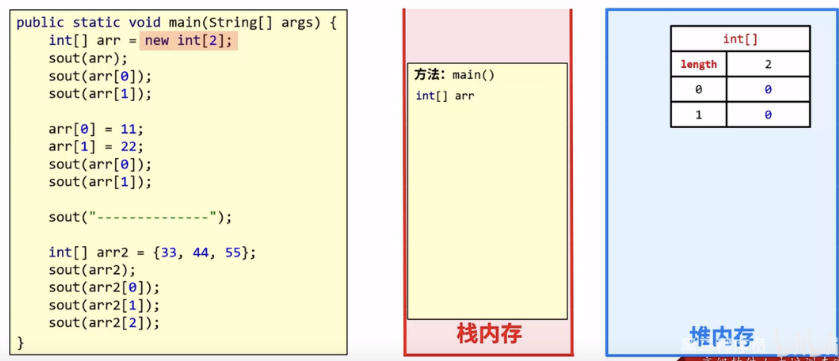 public static void main(String[] args) {
int[] arr = new int[2];
sout(arr);
sout(arr[0]);
sout(arr[1]);
arr[0] = 11;
arr[1] = 22;
sout(arr[0]);
sout(arr[1]);
sout("--------------");
int[] arr2 = {33, 44, 55};
sout(arr2);
sout(arr2[0]);
sout(arr2[1]);
sout(arr2[2]);
}
方法：main()
int[] arr
栈内存
int[]
length 2
0 0
1 0
堆内存